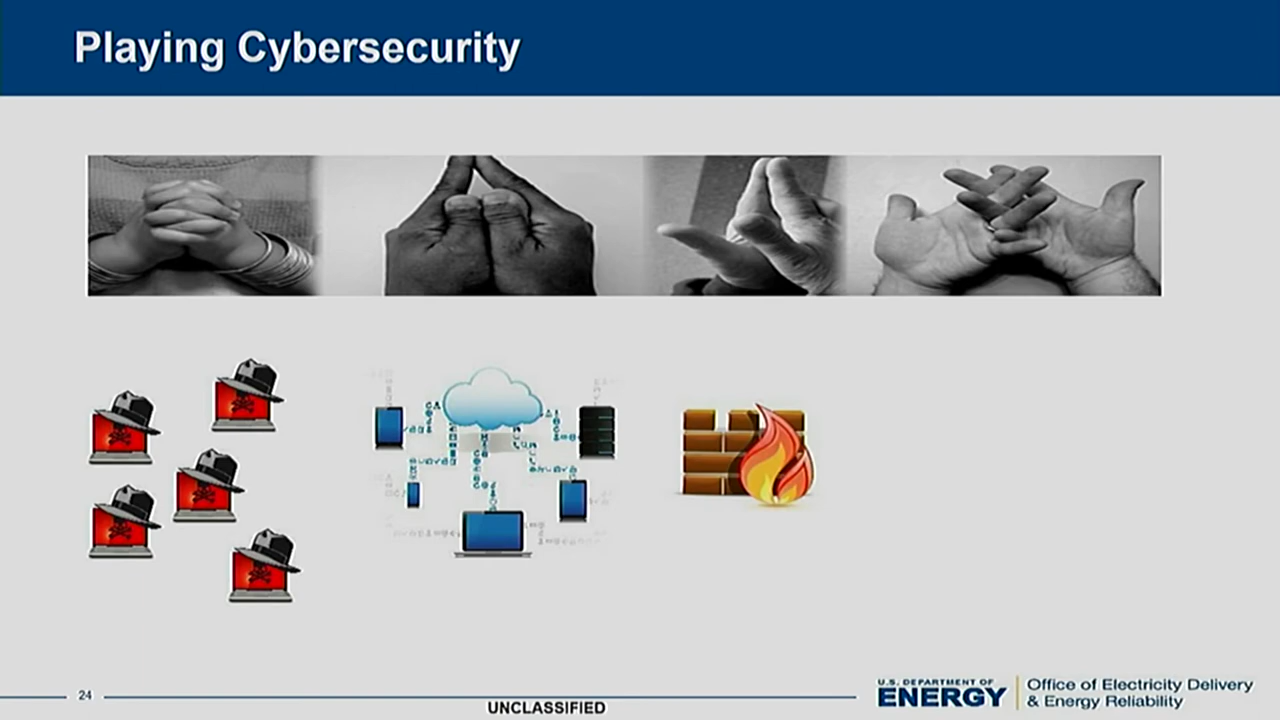 Playing Cybersecurity
24
UNCLASSIFIED
U.S. DEPARTMENT OF
ENERGY
Office of Electricity Delivery
& Energy Reliability